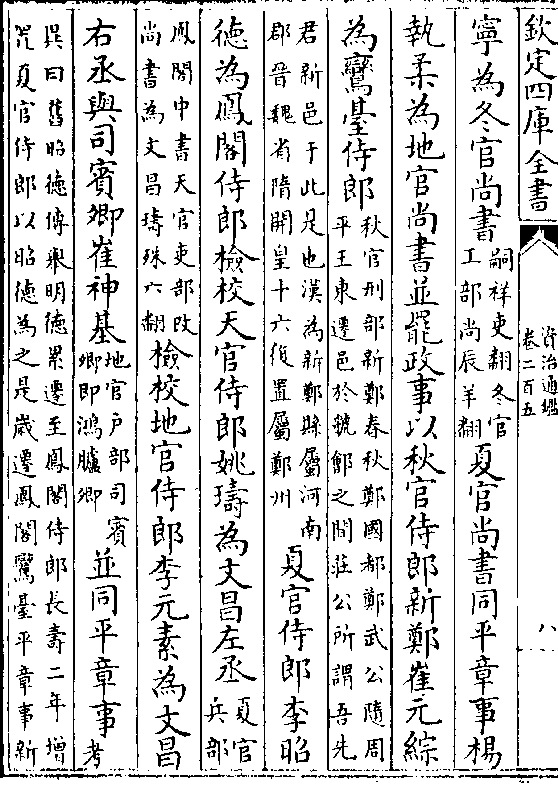 欽定四庫全書
資治通鑑
卷二百五
八
寧為冬官尚書嗣祥吏翻冬官工部尚辰羊翻夏官尚書同平章事楊
執柔為地官尚書並罷政事以秋官侍郎新鄭崔元綜
為鸞臺侍郎秋官刑部新鄭春秋鄭國都鄭武公隨周平王東遷邑於虢鄶之間莊公所謂吾先
君新邑于此是也漢為新鄭縣屬河南郡晉魏省隋開皇十六復置屬鄭州夏官侍郎李昭
德為鳳閣侍郎檢校天官侍郎姚璹為文昌左丞夏官兵部
鳳閣中書天官吏部改尚書為文昌璹殊六翻檢校地官侍郎李元素為文昌
右丞與司賓卿崔神基地官戶部司賓卿即鴻臚卿並同平章事考
異曰舊昭德傳舉明德累遷至鳳閣侍郎長壽二年增
置夏官侍郎以昭德為之是歲遷鳳閣鸞臺平章事新